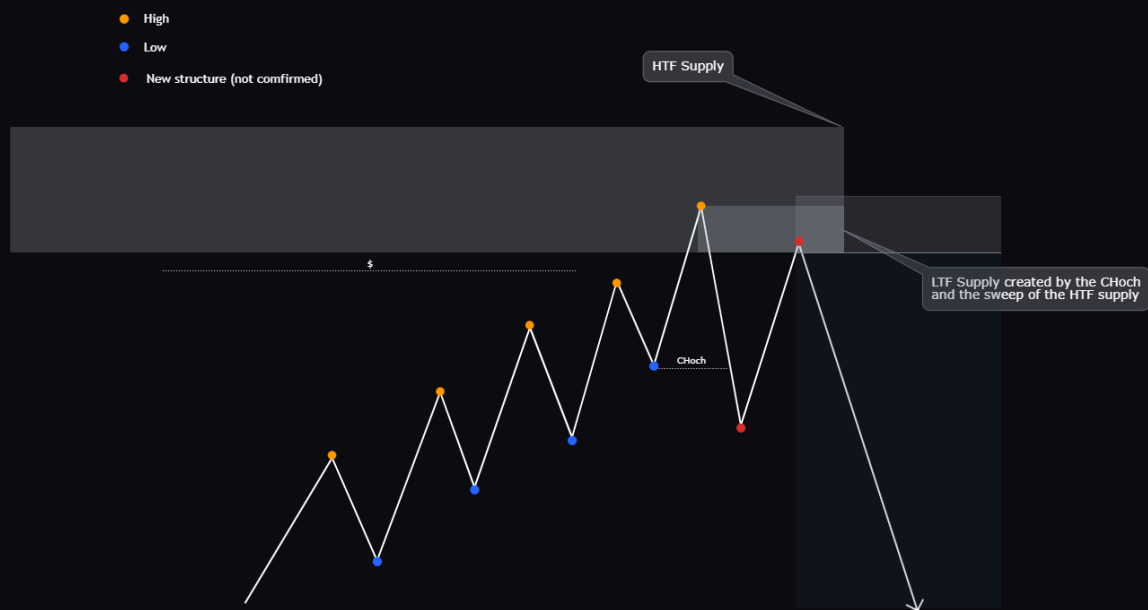 High
Low
New structure (not comfirmed)
HTF Supply
$
LTF Supply created by the CHoch
and the sweep of the HTF supply
CHoch